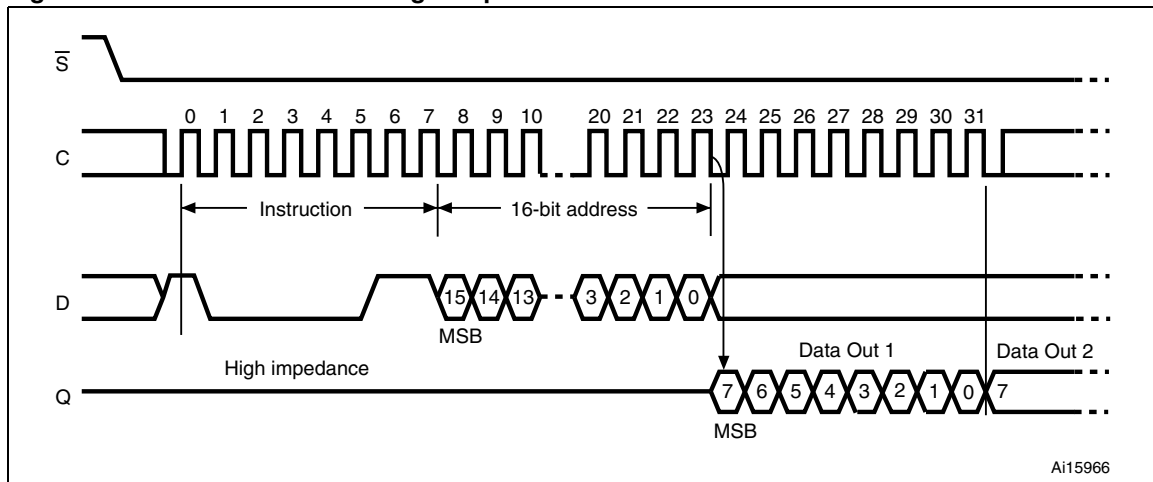 S
0 1 2 3 4 5 6 7 8 9 10 20 21 22 23 24 25 26 27 28 29 30 31
C
Instruction 16-bit address
D 15 14 13 3 2 1 0
MSB
High impedance Data Out 1 Data Out 2
Q 7 6 5 4 3 2 1 0 7
MSB
Ai15966